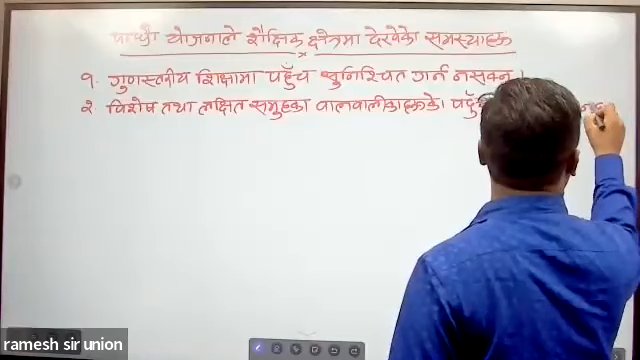 पन्ध्रौ योजनाले शैक्षिक क्षेत्रमा देखेका समस्याहरू
१. गुणस्तरीय शिक्षामा पहुँच सुनिश्चित गर्न नसक्नु।
२. विशेष तथा लक्षित समुहका बालबालीकाहरूको
ramesh sir union